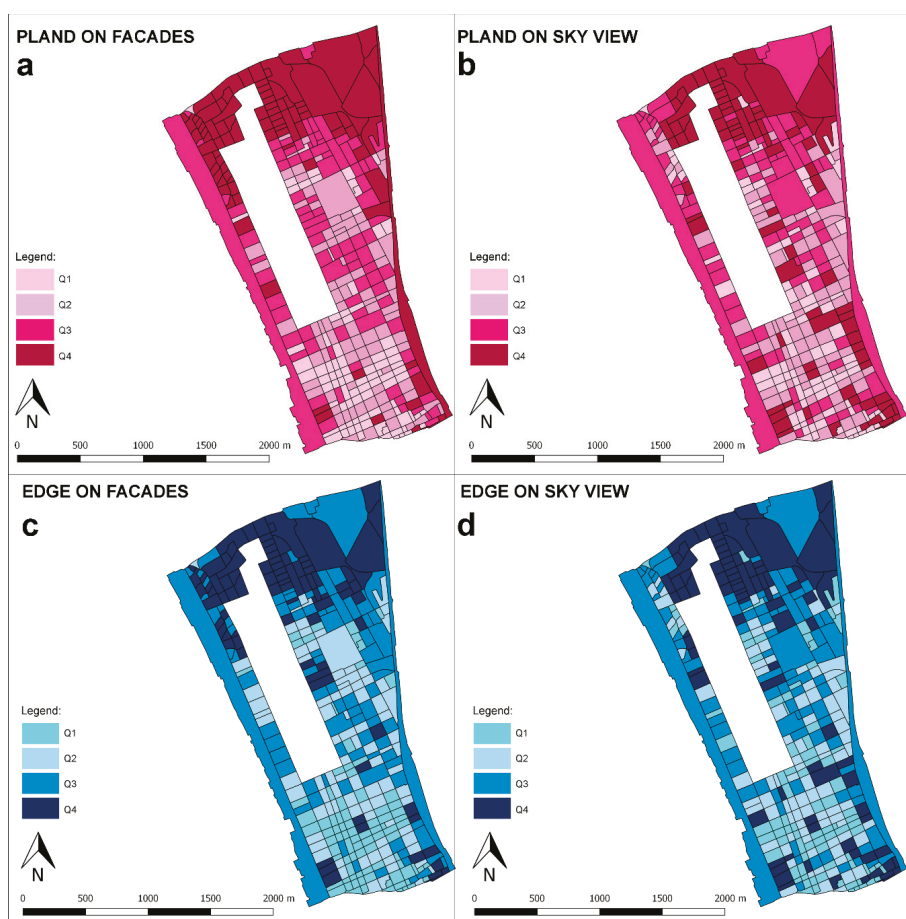 PLAND ON FACADES
a
Legend:
Q1
Q2
Q3
Q4
N
0 500 1000 1500 2000 m
PLAND ON SKY VIEW
b
Legend:
Q1
Q2
Q3
Q4
N
0 500 1000 1500 2000 m
EDGE ON FACADES
c
Legend:
Q1
Q2
Q3
Q4
N
0 500 1000 1500 2000 m
EDGE ON SKY VIEW
d
Legend:
Q1
Q2
Q3
Q4
N
0 500 1000 1500 2000 m